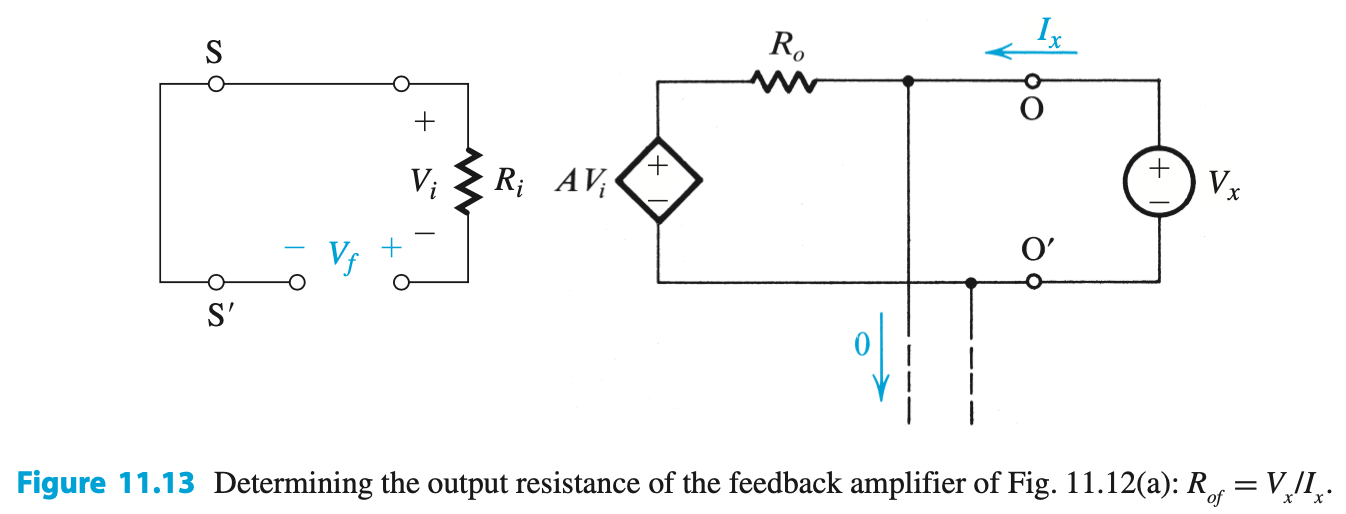 S
R_o
I_x
O
+
V_i
R_i
AV_i
+
−
+
−
V_x
−
− V_f +
S′
O′
0
Figure 11.13 Determining the output resistance of the feedback amplifier of Fig. 11.12(a): R_of = V_x/I_x.